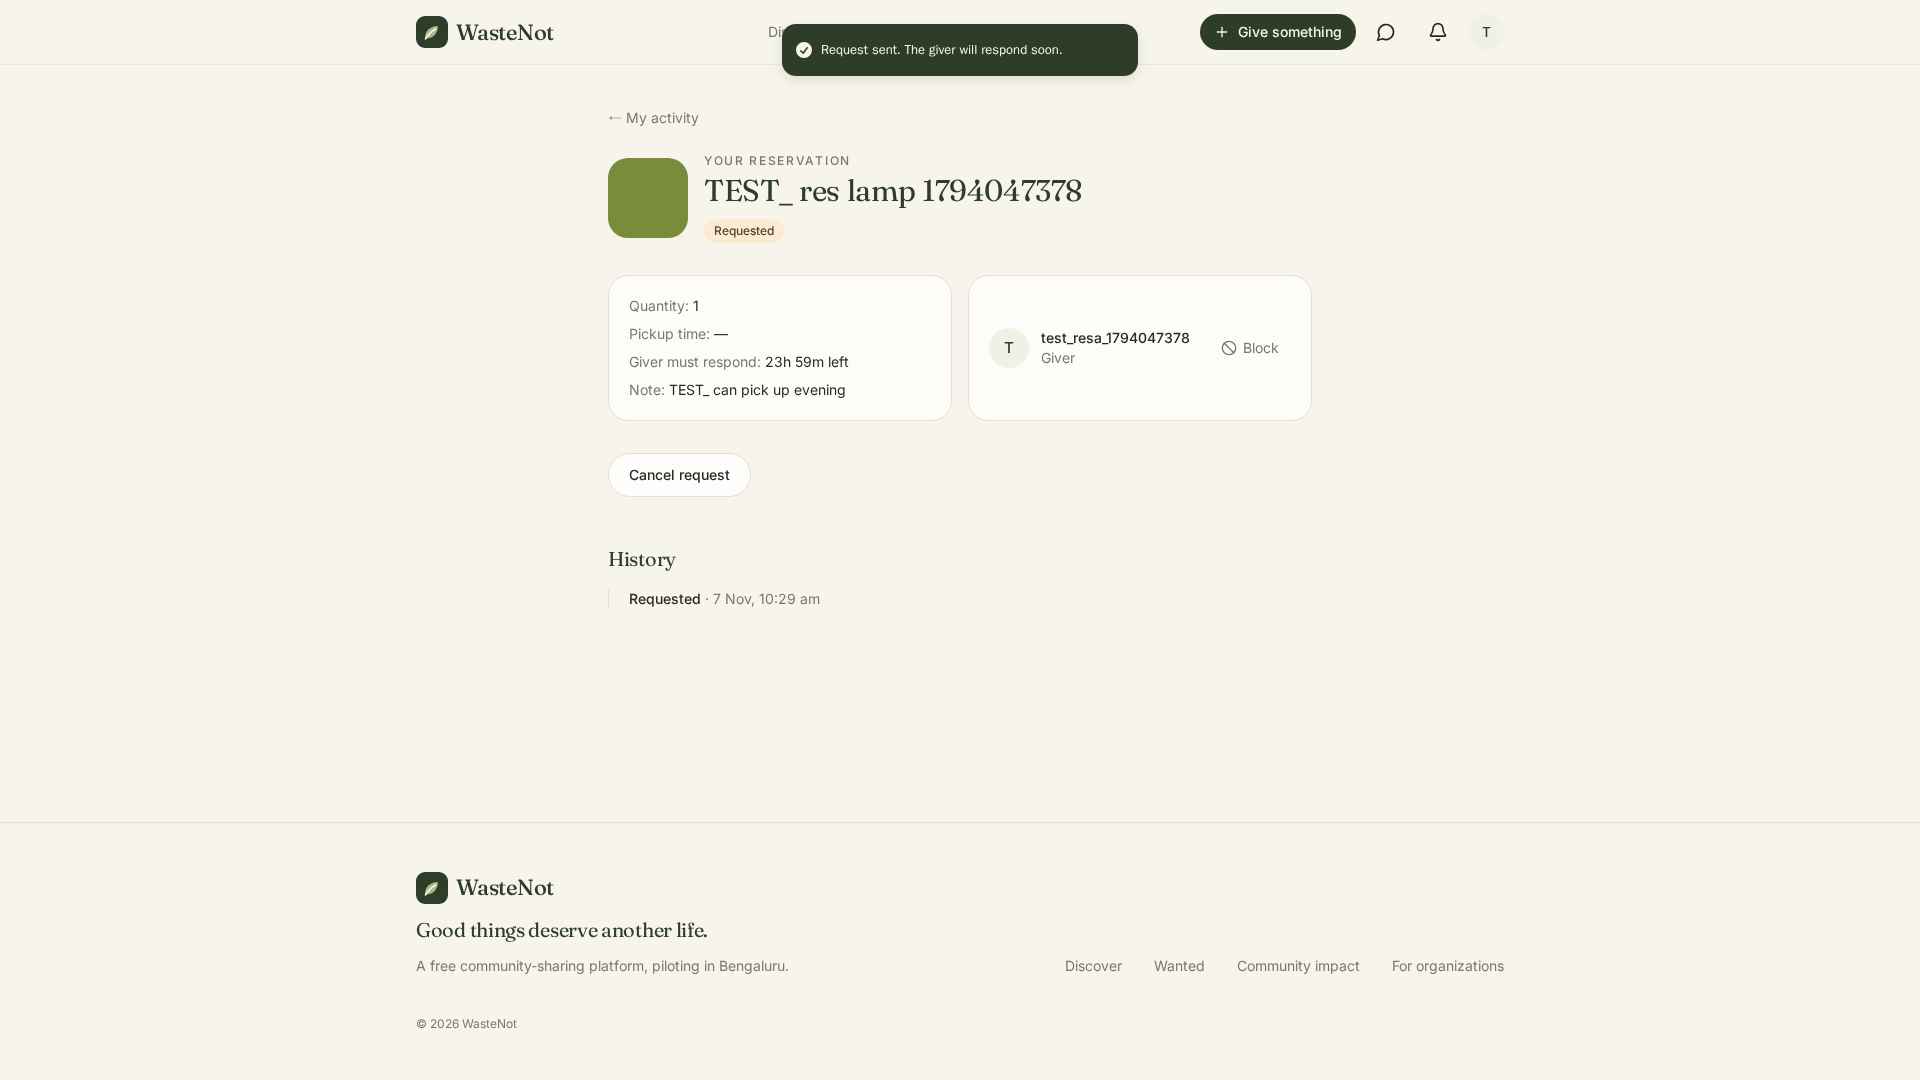 WasteNot
Request sent. The giver will respond soon.
Give something
T
← My activity
YOUR RESERVATION
TEST_ res lamp 1794047378
Requested
Quantity: 1
Pickup time: —
Giver must respond: 23h 59m left
Note: TEST_ can pick up evening
T
test_resa_1794047378
Giver
Block
Cancel request
History
Requested · 7 Nov, 10:29 am
WasteNot
Good things deserve another life.
A free community-sharing platform, piloting in Bengaluru.
Discover
Wanted
Community impact
For organizations
© 2026 WasteNot